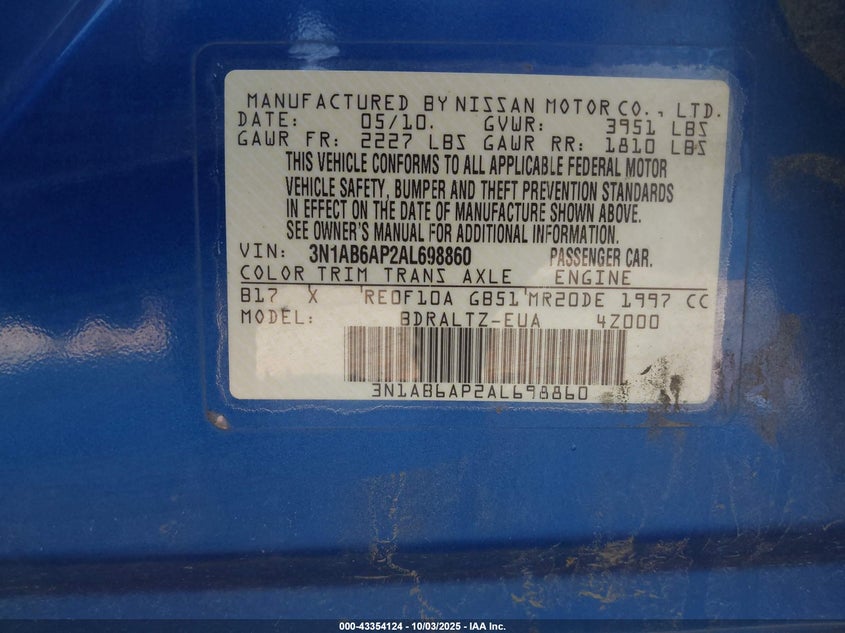 MANUFACTURED BY NISSAN MOTOR CO., LTD.
DATE: 05/10. GVWR: 3951 LBS
GAWR FR: 2227 LBS GAWR RR: 1810 LBS
THIS VEHICLE CONFORMS TO ALL APPLICABLE FEDERAL MOTOR
VEHICLE SAFETY, BUMPER AND THEFT PREVENTION STANDARDS
IN EFFECT ON THE DATE OF MANUFACTURE SHOWN ABOVE.
SEE OWNER'S MANUAL FOR ADDITIONAL INFORMATION.
VIN: 3N1AB6AP2AL698860 PASSENGER CAR.
COLOR TRIM TRANS AXLE ENGINE
B17 X RE0F10A GB51 MR20DE 1997 CC
MODEL: BDRALTZ-EUA 4Z000
3N1AB6AP2AL698860
000-43354124 | 10/03/2025 - IAA Inc.